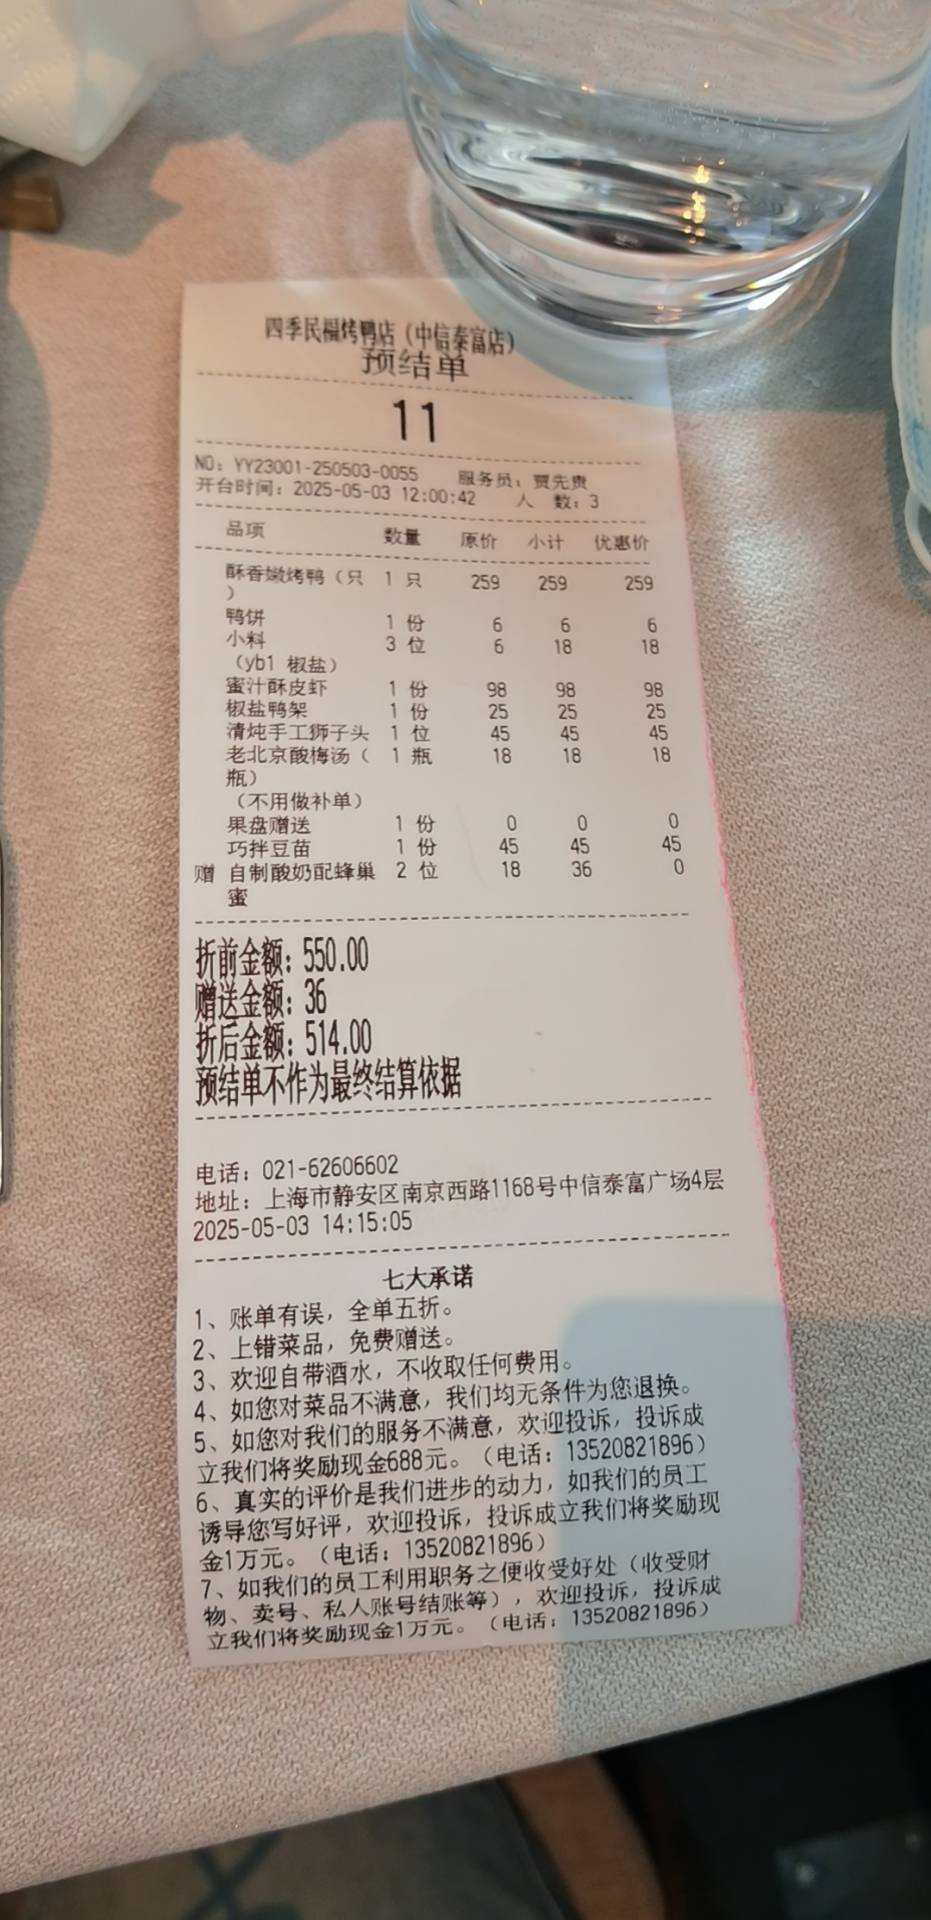 四季民福烤鸭店（中信泰富店）
预结单
11
NO: YY23001-250503-0055 服务员: 贾先贵
开台时间: 2025-05-03 12:00:42 人 数: 3
品项 数量 原价 小计 优惠价
酥香嫩烤鸭（只 1 只 259 259 259
）
鸭饼 1 份 6 6 6
小料 3 位 6 18 18
（yb1 椒盐）
蜜汁酥皮虾 1 份 98 98 98
椒盐鸭架 1 份 25 25 25
清炖手工狮子头 1 位 45 45 45
老北京酸梅汤（ 1 瓶 18 18 18
瓶）
（不用做补单）
果盘赠送 1 份 0 0 0
巧拌豆苗 1 份 45 45 45
赠 自制酸奶配蜂巢 2 位 18 36 0
蜜
折前金额: 550.00
赠送金额: 36
折后金额: 514.00
预结单不作为最终结算依据
电话: 021-62606602
地址: 上海市静安区南京西路1168号中信泰富广场4层
2025-05-03 14:15:05
七大承诺
1、账单有误，全单五折。
2、上错菜品，免费赠送。
3、欢迎自带酒水，不收取任何费用。
4、如您对菜品不满意，我们均无条件为您退换。
5、如您对我们的服务不满意，欢迎投诉，投诉成
立我们将奖励现金688元。（电话: 13520821896）
6、真实的评价是我们进步的动力，如我们的员工
诱导您写好评，欢迎投诉，投诉成立我们将奖励现
金1万元。（电话: 13520821896）
7、如我们的员工利用职务之便收受好处（收受财
物、卖号、私人账号结账等），欢迎投诉，投诉成
立我们将奖励现金1万元。（电话: 13520821896）